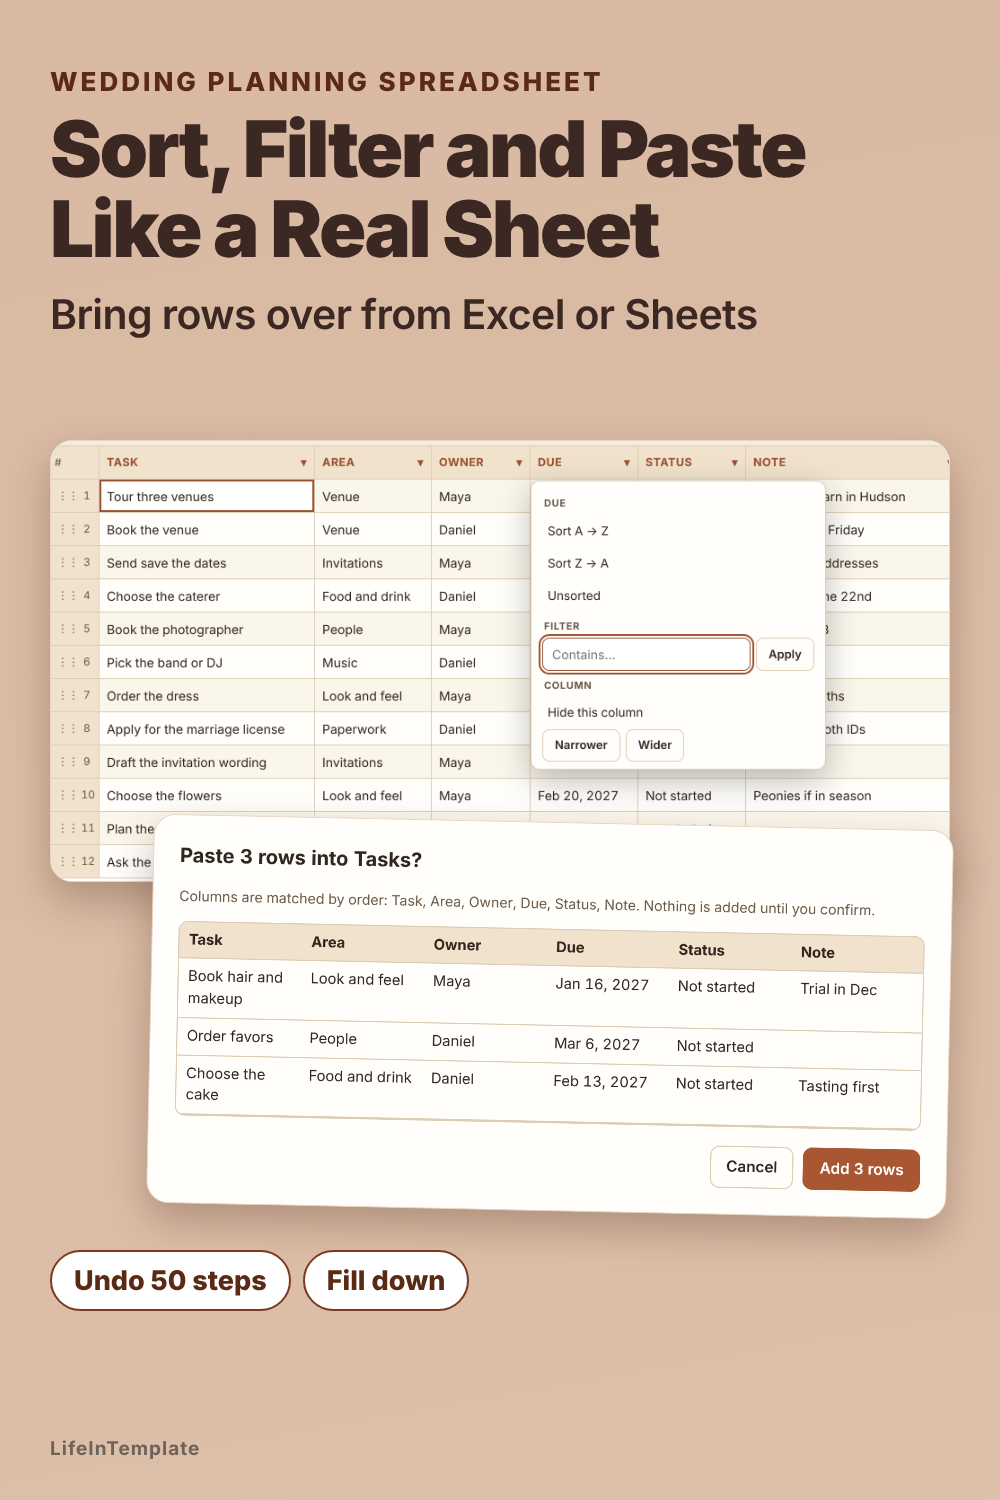 WEDDING PLANNING SPREADSHEET
Sort, Filter and Paste
Like a Real Sheet
Bring rows over from Excel or Sheets
# TASK ▼ AREA ▼ OWNER ▼ DUE ▼ STATUS ▼ NOTE
1 Tour three venues Venue Maya
2 Book the venue Venue Daniel Friday
3 Send save the dates Invitations Maya
4 Choose the caterer Food and drink Daniel 22nd
5 Book the photographer People Maya
6 Pick the band or DJ Music Daniel
7 Order the dress Look and feel Maya
8 Apply for the marriage license Paperwork Daniel IDs
9 Draft the invitation wording Invitations Maya
in Hudson
DUE
Sort A → Z
Sort Z → A
Unsorted
FILTER
Contains...
Apply
COLUMN
Hide this column
Narrower Wider
10 Choose the flowers Look and feel Maya Feb 20, 2027 Not started Peonies if in season
11 Plan the
12 Ask the
Paste 3 rows into Tasks?
Columns are matched by order: Task, Area, Owner, Due, Status, Note. Nothing is added until you confirm.
Task Area Owner Due Status Note
Book hair and Look and feel Maya Jan 16, 2027 Not started Trial in Dec
makeup
Order favors People Daniel Mar 6, 2027 Not started
Choose the Food and drink Daniel Feb 13, 2027 Not started Tasting first
cake
Cancel Add 3 rows
Undo 50 steps Fill down
LifeInTemplate